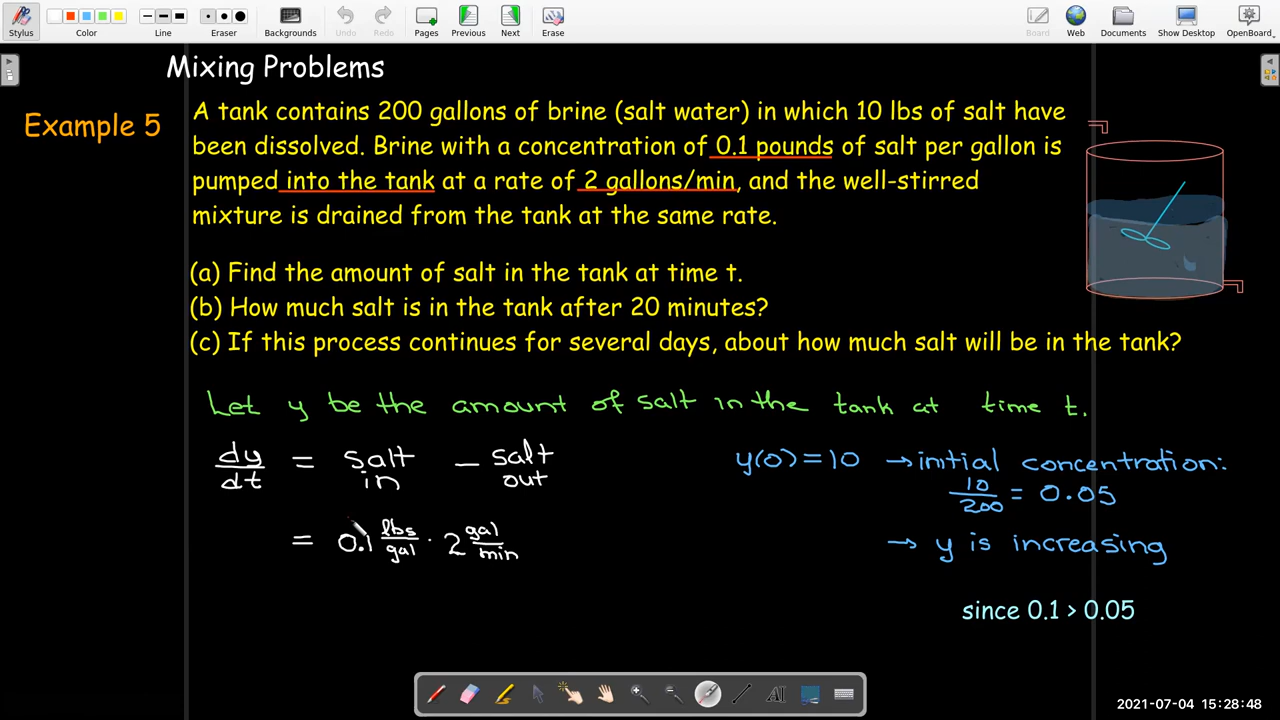 Stylus Color Line Eraser Backgrounds Undo Redo Pages Previous Next Erase Board Web Documents Show Desktop OpenBoard
Mixing Problems
Example 5
A tank contains 200 gallons of brine (salt water) in which 10 lbs of salt have
been dissolved. Brine with a concentration of 0.1 pounds of salt per gallon is
pumped into the tank at a rate of 2 gallons/min, and the well-stirred
mixture is drained from the tank at the same rate.
(a) Find the amount of salt in the tank at time t.
(b) How much salt is in the tank after 20 minutes?
(c) If this process continues for several days, about how much salt will be in the tank?
Let y be the amount of salt in the tank at time t.
dy/dt = salt in - salt out
= 0.1 lbs/gal · 2 gal/min
y(0) = 10 → initial concentration:
10/200 = 0.05
→ y is increasing
since 0.1 > 0.05
AI
2021-07-04 15:28:48